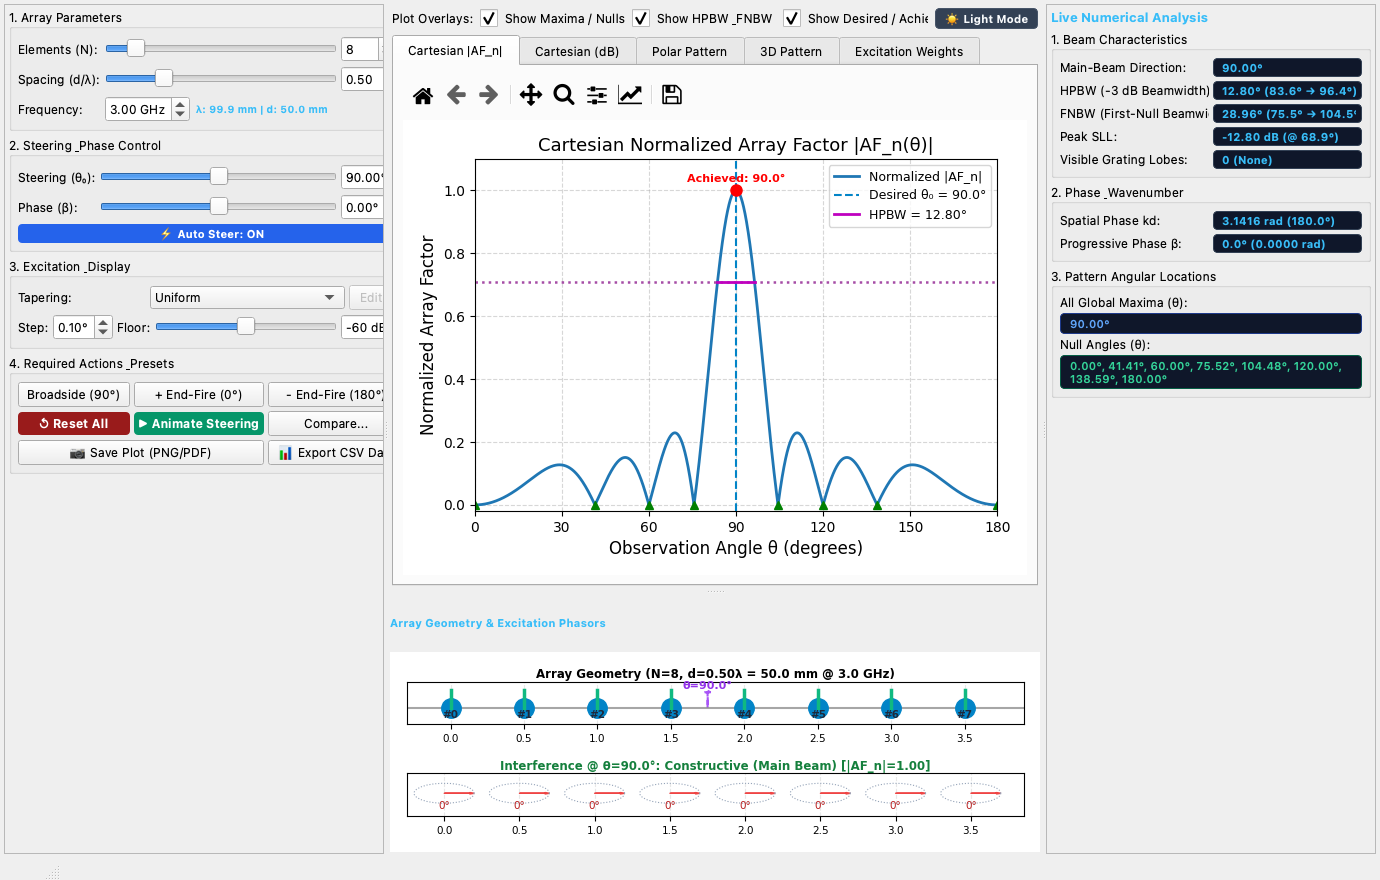 1. Array Parameters
Elements (N): 8
Spacing (d/λ): 0.50
Frequency: 3.00 GHz λ: 99.9 mm | d: 50.0 mm
2. Steering _Phase Control
Steering (θ₀): 90.00°
Phase (β): 0.00°
⚡ Auto Steer: ON
3. Excitation _Display
Tapering: Uniform Edit
Step: 0.10° Floor: -60 dB
4. Required Actions _Presets
Broadside (90°) + End-Fire (0°) - End-Fire (180°)
↺ Reset All ▶ Animate Steering Compare...
📷 Save Plot (PNG/PDF) 📊 Export CSV Da
Plot Overlays: Show Maxima / Nulls Show HPBW _FNBW Show Desired / Achie ☀️ Light Mode
Cartesian |AF_n| Cartesian (dB) Polar Pattern 3D Pattern Excitation Weights
Cartesian Normalized Array Factor |AF_n(θ)|
Achieved: 90.0°
Normalized |AF_n|
Desired θ₀ = 90.0°
HPBW = 12.80°
Normalized Array Factor
1.0
0.8
0.6
0.4
0.2
0.0
0 30 60 90 120 150 180
Observation Angle θ (degrees)
Array Geometry & Excitation Phasors
Array Geometry (N=8, d=0.50λ = 50.0 mm @ 3.0 GHz)
θ=90.0°
#0 #1 #2 #3 #4 #5 #6 #7
0.0 0.5 1.0 1.5 2.0 2.5 3.0 3.5
Interference @ θ=90.0°: Constructive (Main Beam) [|AF_n|=1.00]
0° 0° 0° 0° 0° 0° 0° 0°
0.0 0.5 1.0 1.5 2.0 2.5 3.0 3.5
Live Numerical Analysis
1. Beam Characteristics
Main-Beam Direction: 90.00°
HPBW (-3 dB Beamwidth) 12.80° (83.6° → 96.4°)
FNBW (First-Null Beamwi 28.96° (75.5° → 104.5°
Peak SLL: -12.80 dB (@ 68.9°)
Visible Grating Lobes: 0 (None)
2. Phase _Wavenumber
Spatial Phase kd: 3.1416 rad (180.0°)
Progressive Phase β: 0.0° (0.0000 rad)
3. Pattern Angular Locations
All Global Maxima (θ):
90.00°
Null Angles (θ):
0.00°, 41.41°, 60.00°, 75.52°, 104.48°, 120.00°,
138.59°, 180.00°